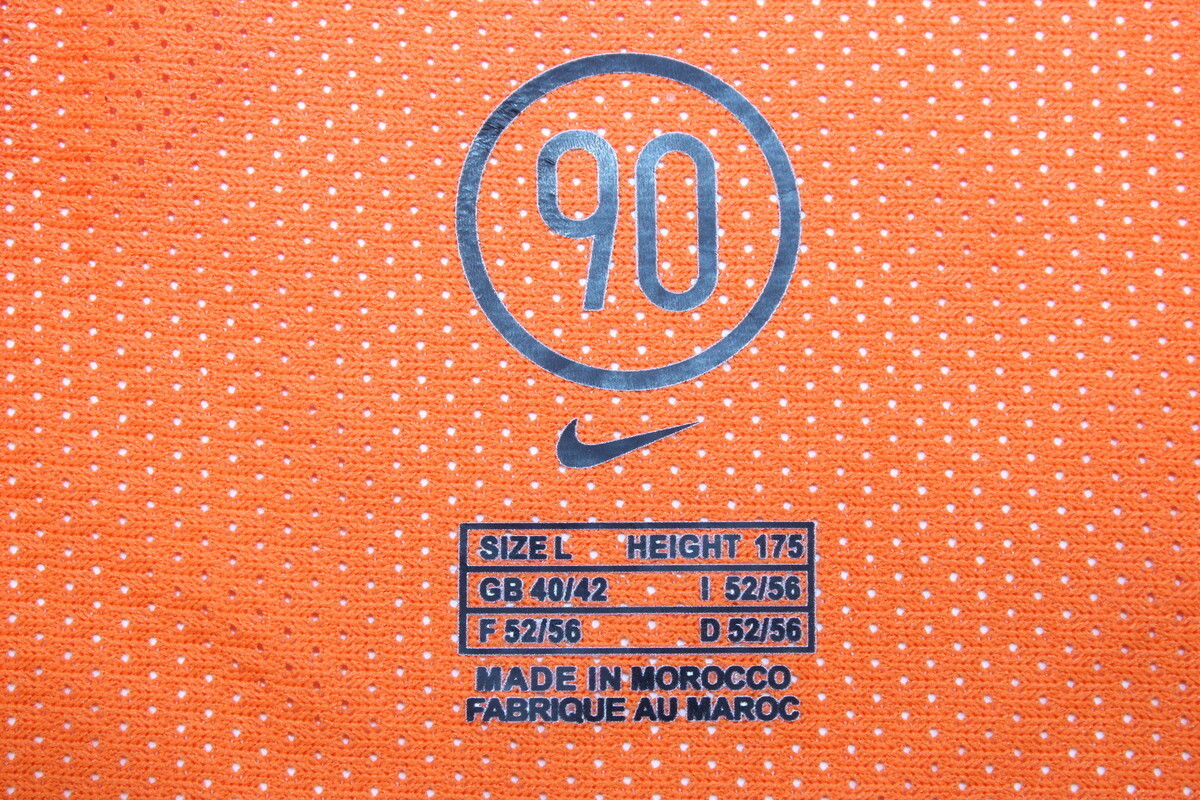 90
SIZE L HEIGHT 175
GB 40/42 I 52/56
F 52/56 D 52/56
MADE IN MOROCCO
FABRIQUE AU MAROC